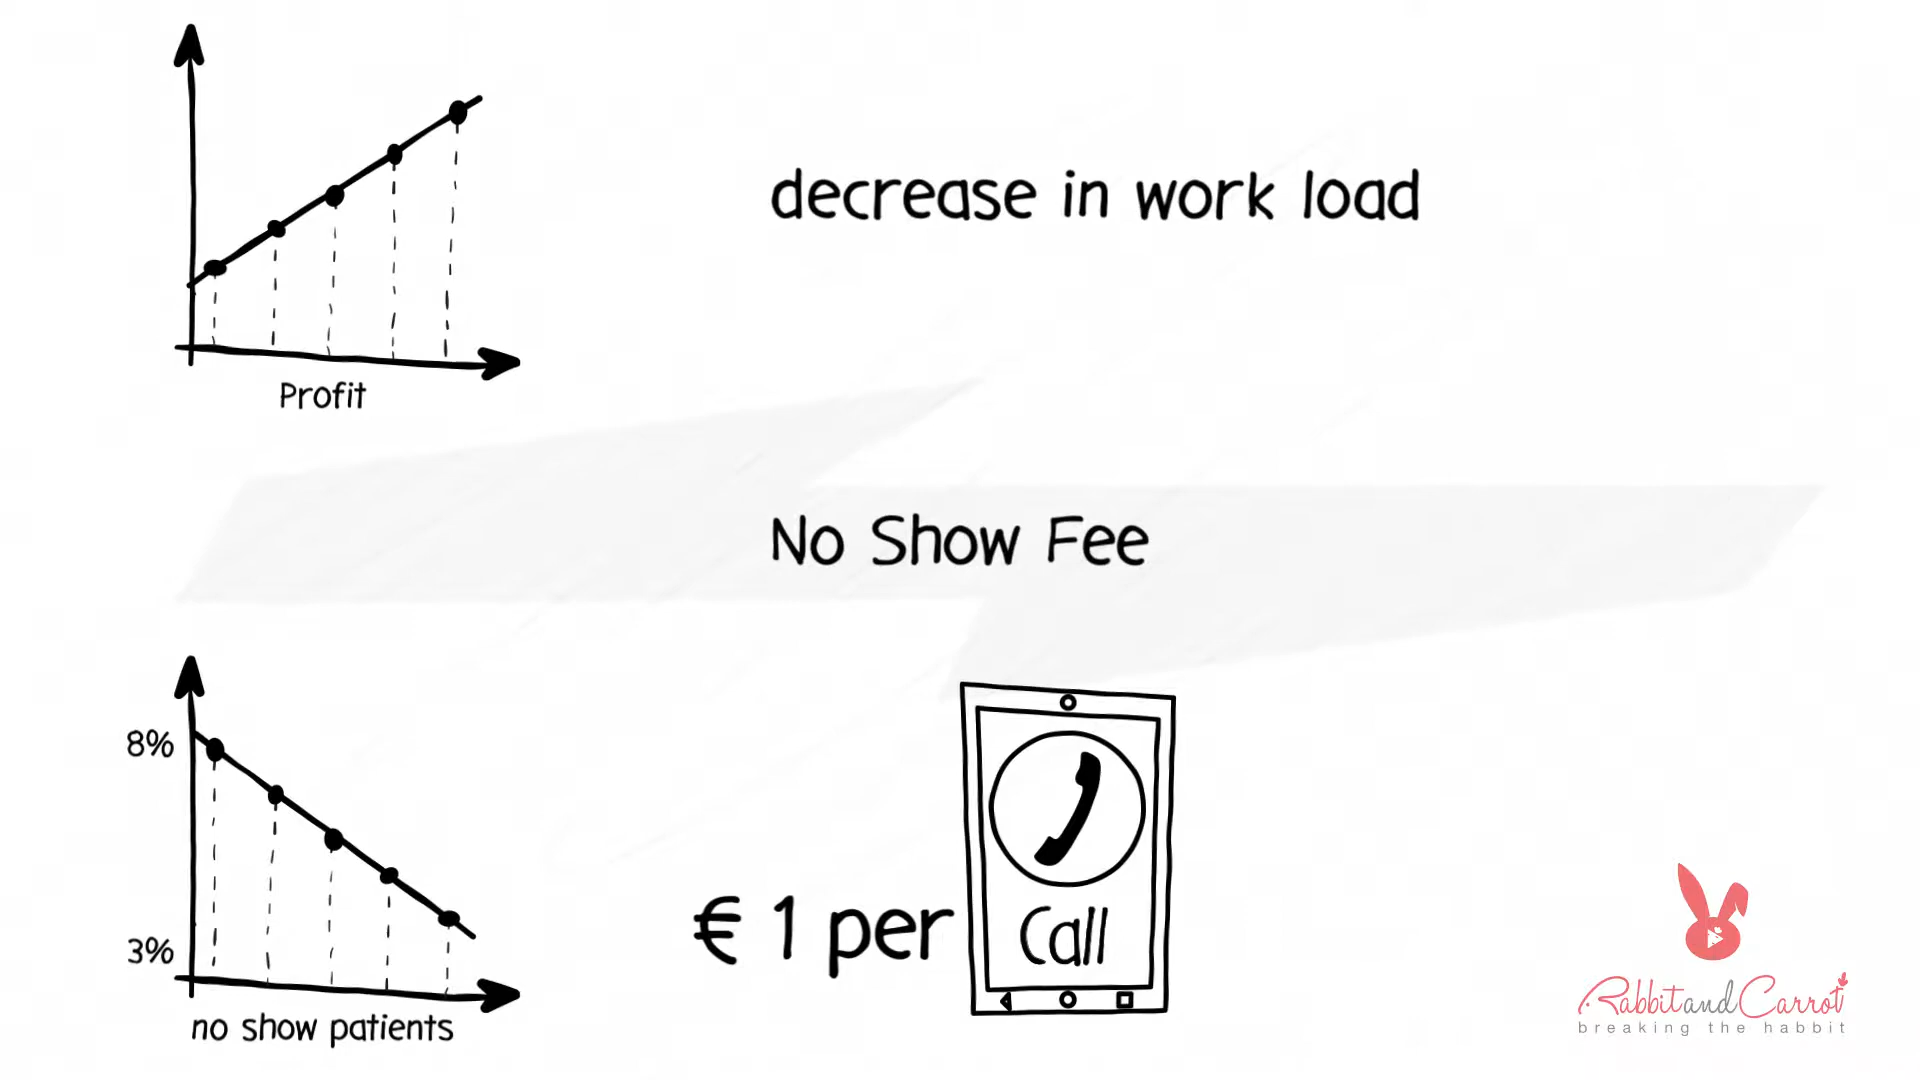 Profit
decrease in work load
No Show Fee
8%
3%
no show patients
€ 1 per
Call
RabbitandCarrot
breaking the habbit